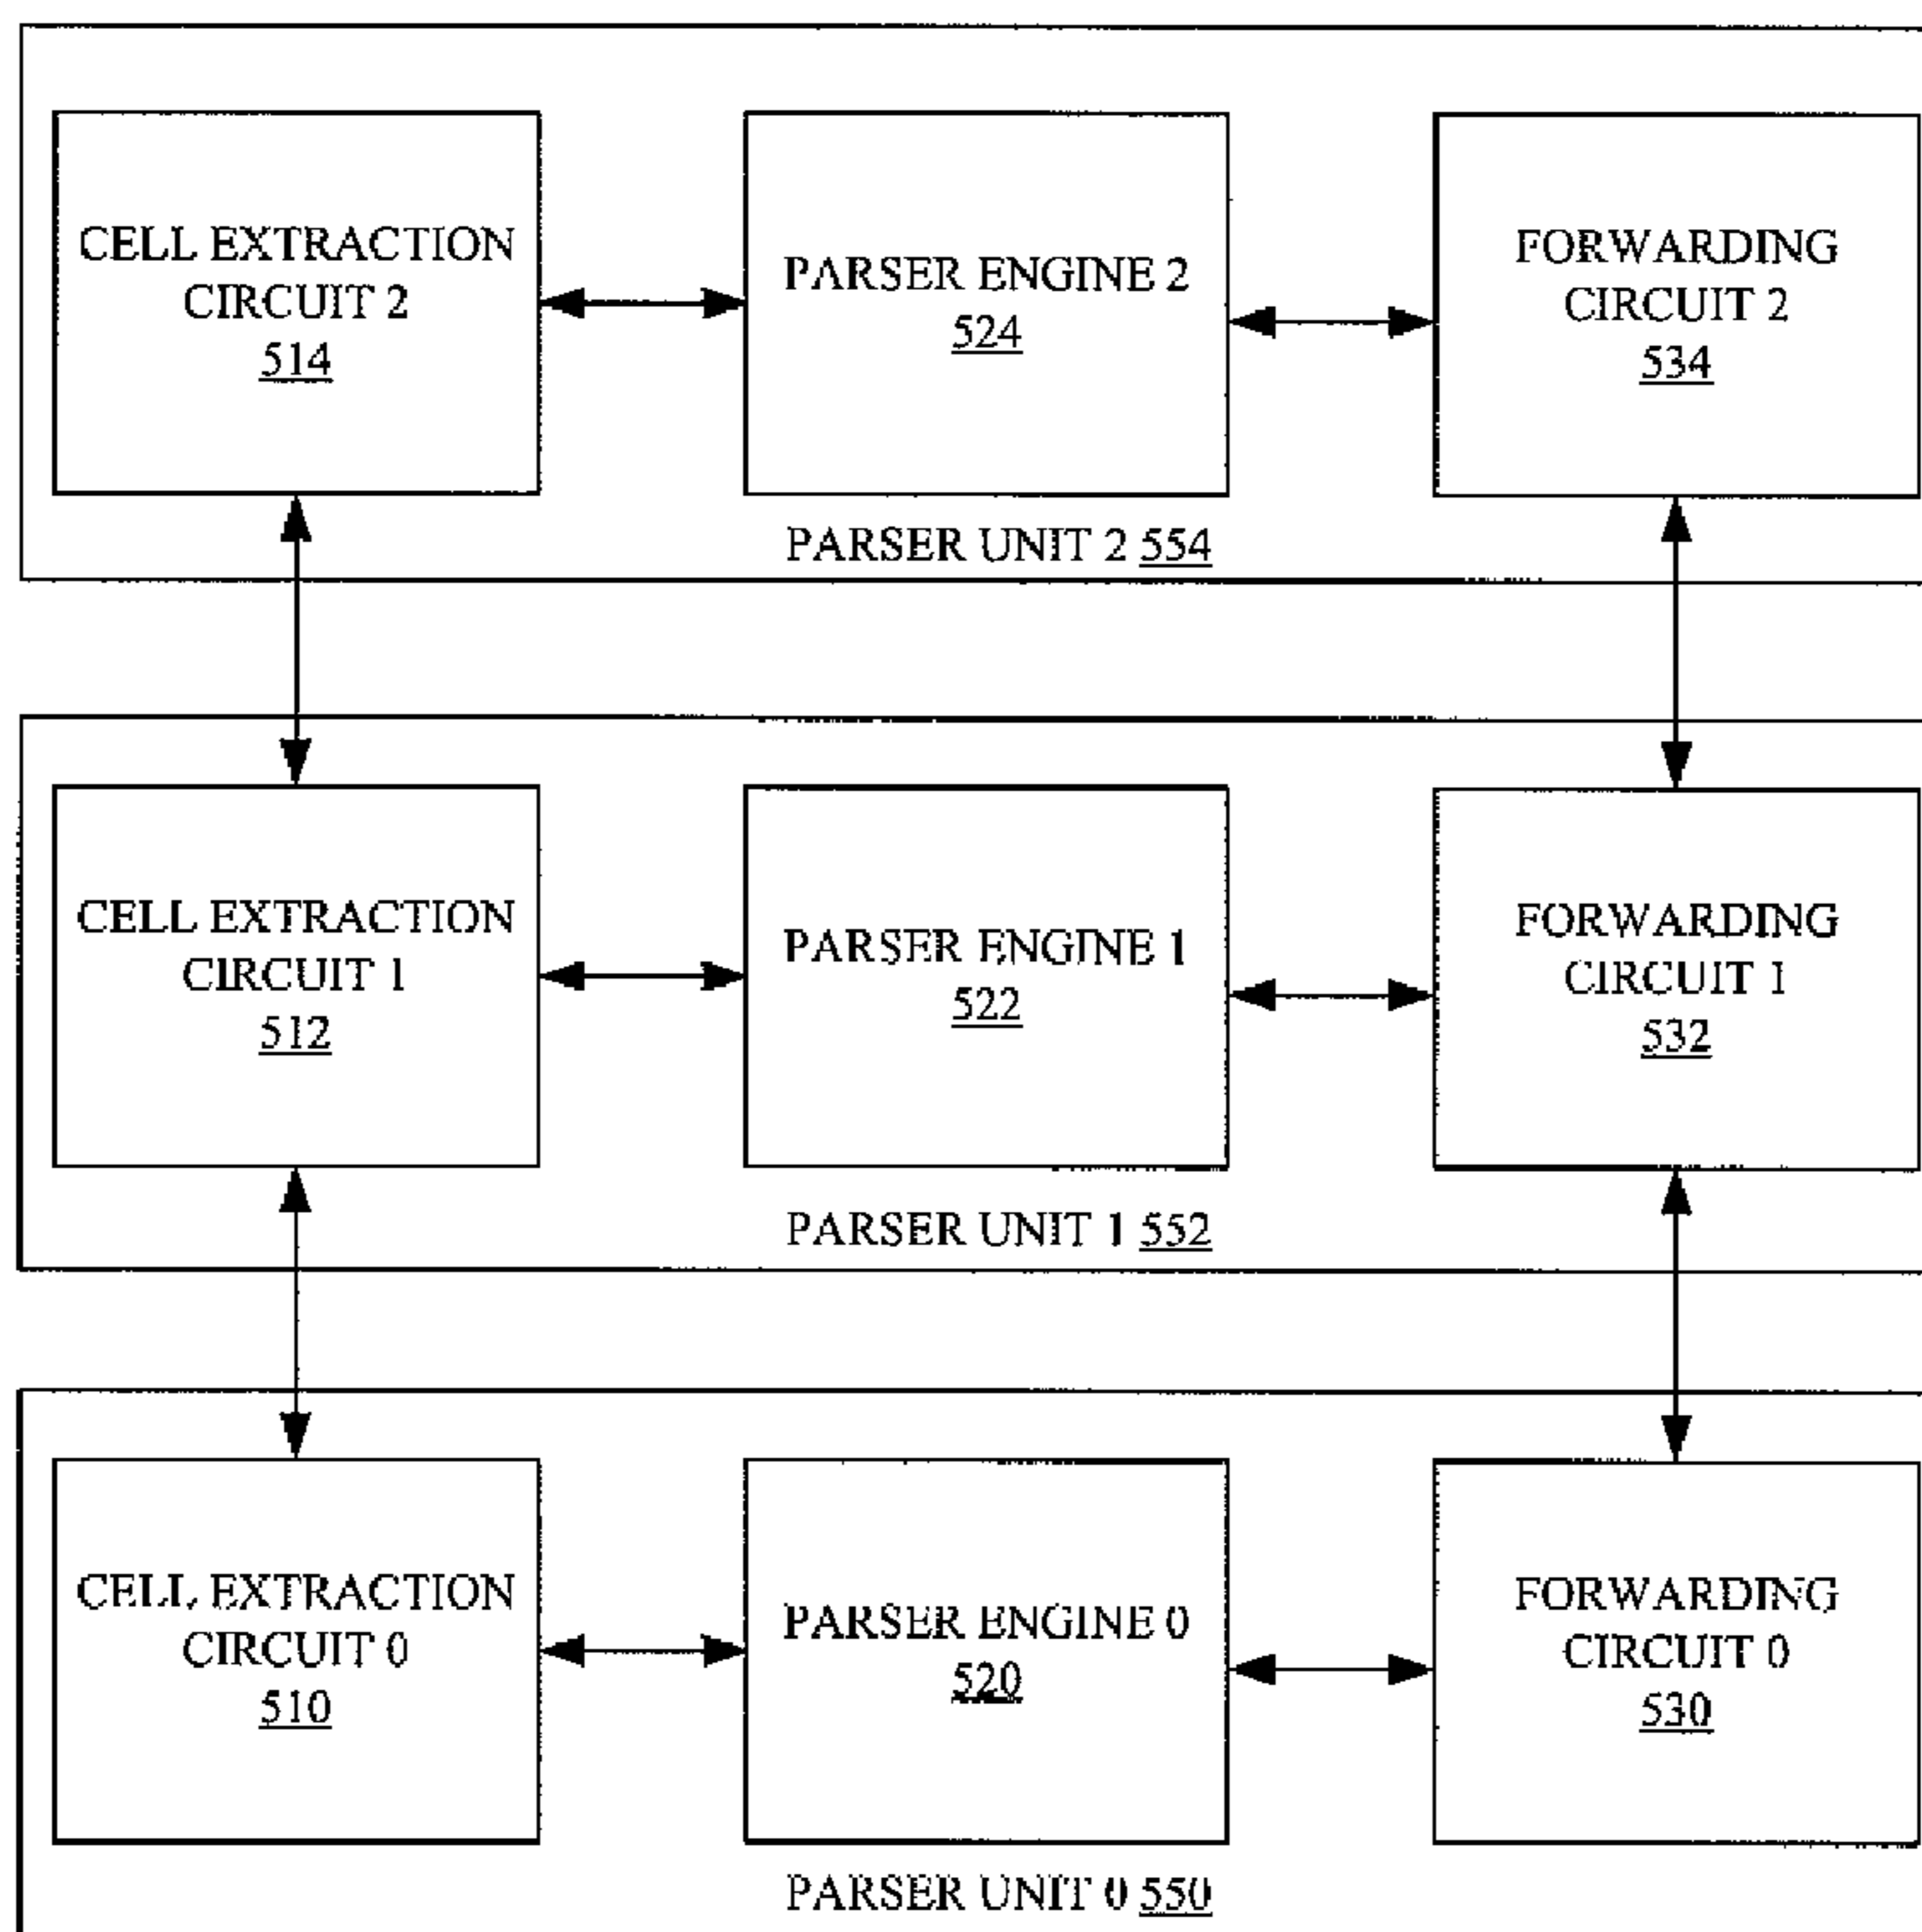 CELL EXTRACTION
CIRCUIT 2
514
PARSER ENGINE 2
524
FORWARDING
CIRCUIT 2
534
PARSER UNIT 2 554
CELL EXTRACTION
CIRCUIT 1
512
PARSER ENGINE 1
522
FORWARDING
CIRCUIT 1
532
PARSER UNIT 1 552
CELL EXTRACTION
CIRCUIT 0
510
PARSER ENGINE 0
520
FORWARDING
CIRCUIT 0
530
PARSER UNIT 0 550